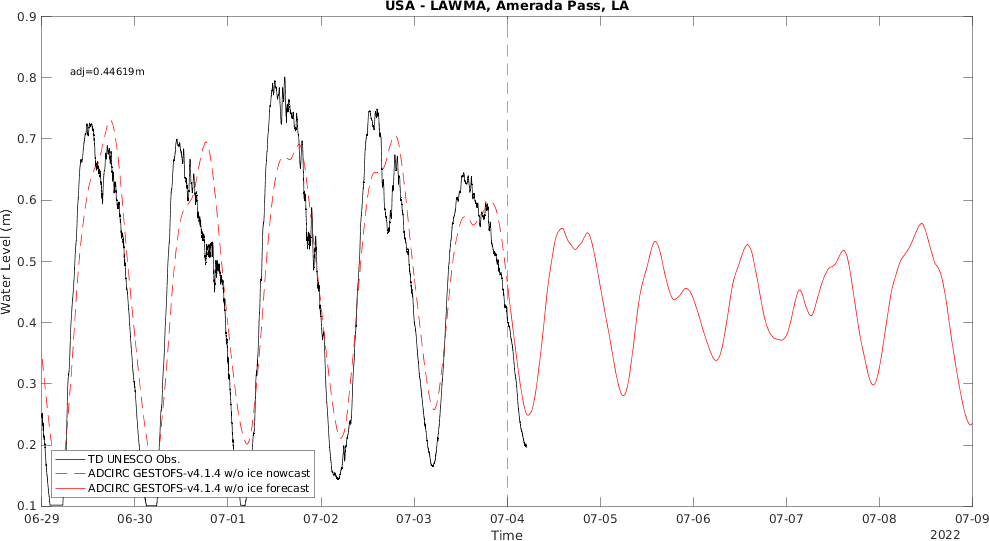 USA - LAWMA, Amerada Pass, LA
0.9
0.8
0.7
0.6
0.5
0.4
0.3
0.2
0.1
Water Level (m)
adj=0.44619m
TD UNESCO Obs.
ADCIRC GESTOFS-v4.1.4 w/o ice nowcast
ADCIRC GESTOFS-v4.1.4 w/o ice forecast
06-29 06-30 07-01 07-02 07-03 07-04 07-05 07-06 07-07 07-08 07-09
Time
2022